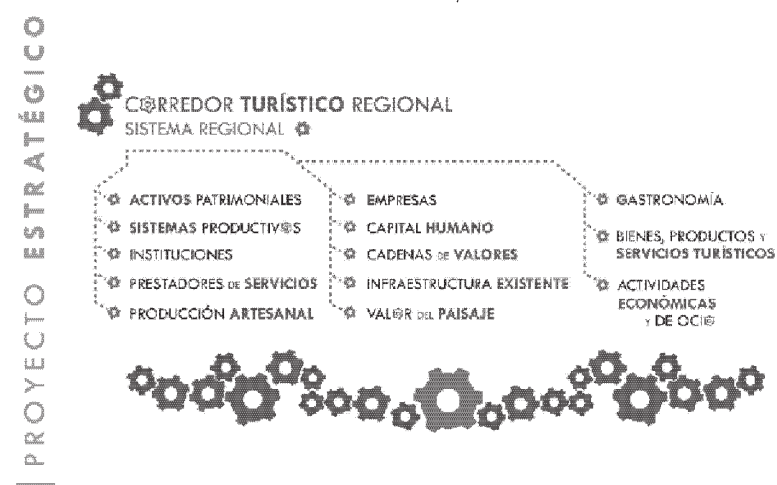 PROYECTO ESTRATÉGICO
CORREDOR TURÍSTICO REGIONAL
SISTEMA REGIONAL
ACTIVOS PATRIMONIALES
SISTEMAS PRODUCTIVOS
INSTITUCIONES
PRESTADORES DE SERVICIOS
PRODUCCIÓN ARTESANAL
EMPRESAS
CAPITAL HUMANO
CADENAS DE VALORES
INFRAESTRUCTURA EXISTENTE
VALOR DEL PAISAJE
GASTRONOMÍA
BIENES, PRODUCTOS Y
SERVICIOS TURÍSTICOS
ACTIVIDADES
ECONÓMICAS
Y DE OCIO